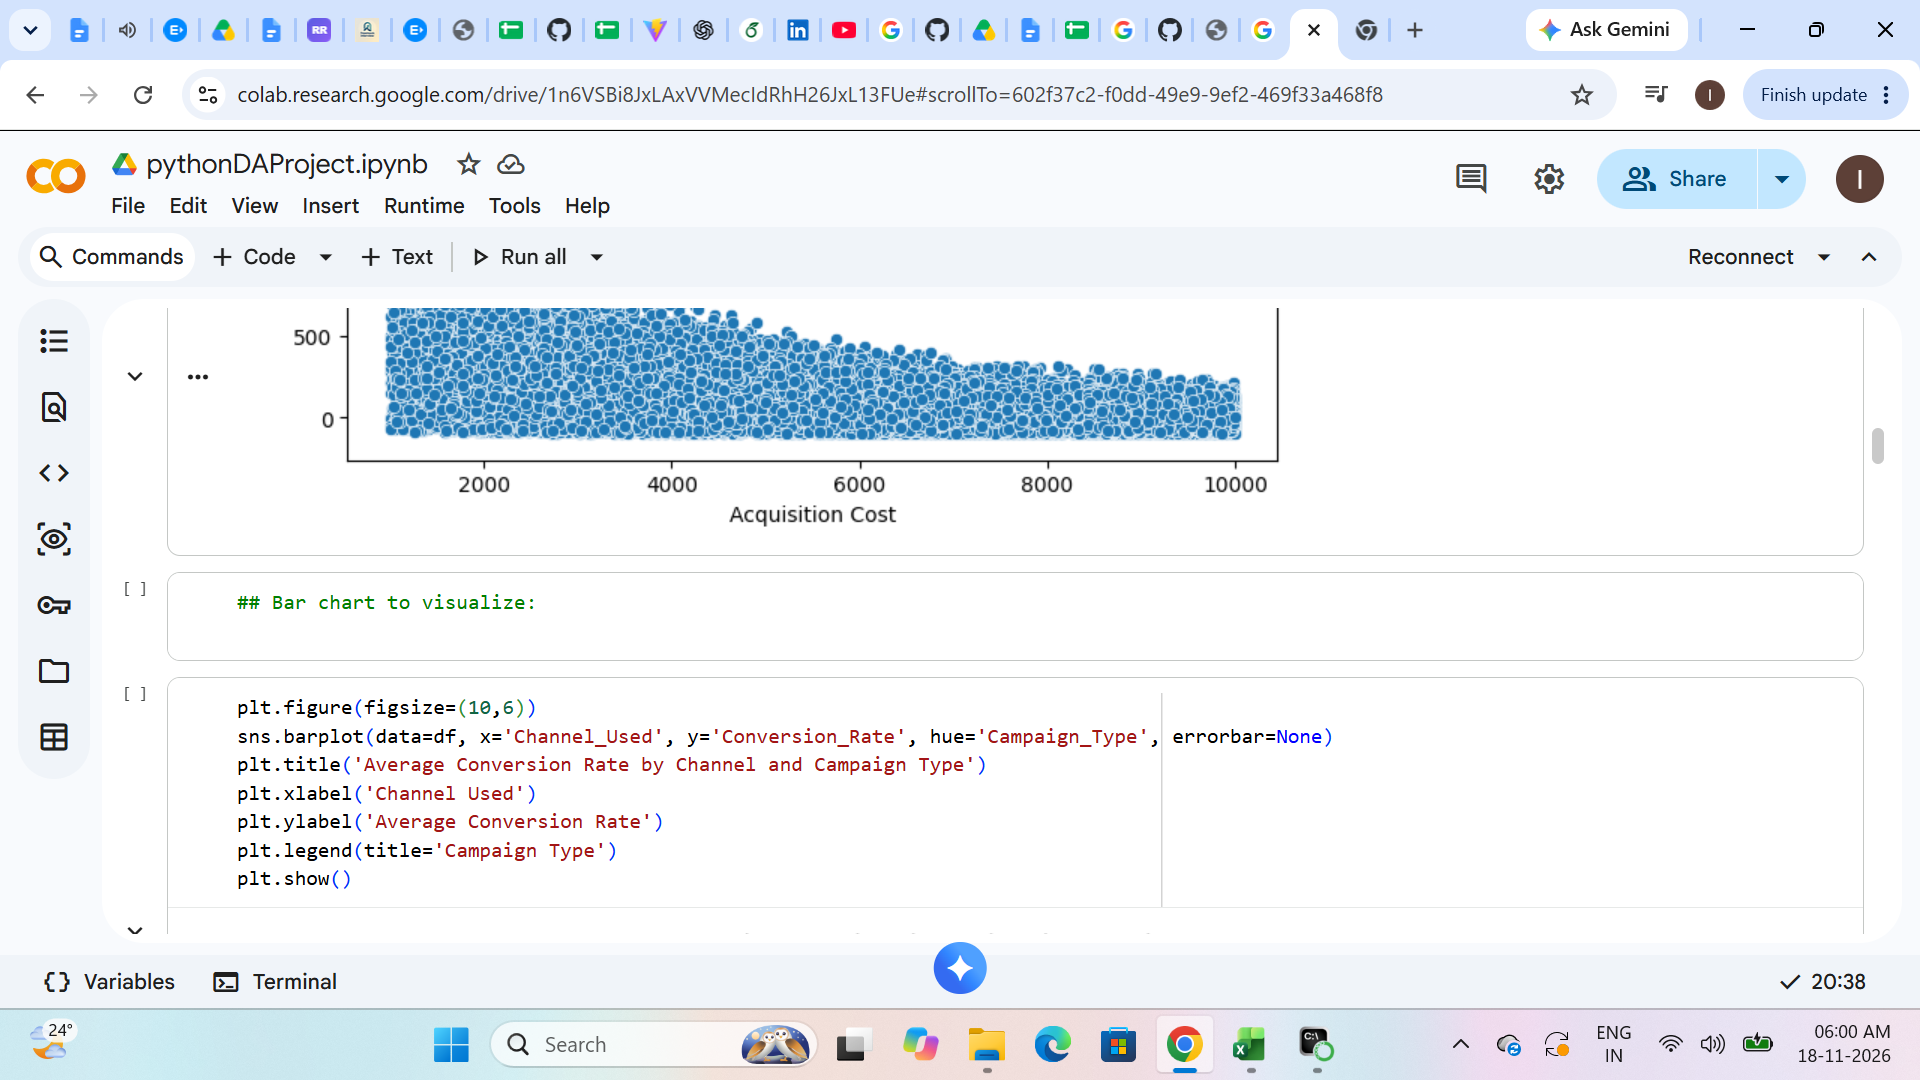 Ask Gemini
colab.research.google.com/drive/1n6VSBi8JxLAxVVMecIdRhH26JxL13FUe#scrollTo=602f37c2-f0dd-49e9-9ef2-469f33a468f8
I
Finish update
pythonDAProject.ipynb
File Edit View Insert Runtime Tools Help
Share
I
Commands + Code + Text Run all
Reconnect
500
0
2000 4000 6000 8000 10000
Acquisition Cost
[ ]
## Bar chart to visualize:
[ ]
plt.figure(figsize=(10,6))
sns.barplot(data=df, x='Channel_Used', y='Conversion_Rate', hue='Campaign_Type', errorbar=None)
plt.title('Average Conversion Rate by Channel and Campaign Type')
plt.xlabel('Channel Used')
plt.ylabel('Average Conversion Rate')
plt.legend(title='Campaign Type')
plt.show()
{} Variables Terminal
20:38
24°
Search
ENG
IN
06:00 AM
18-11-2026